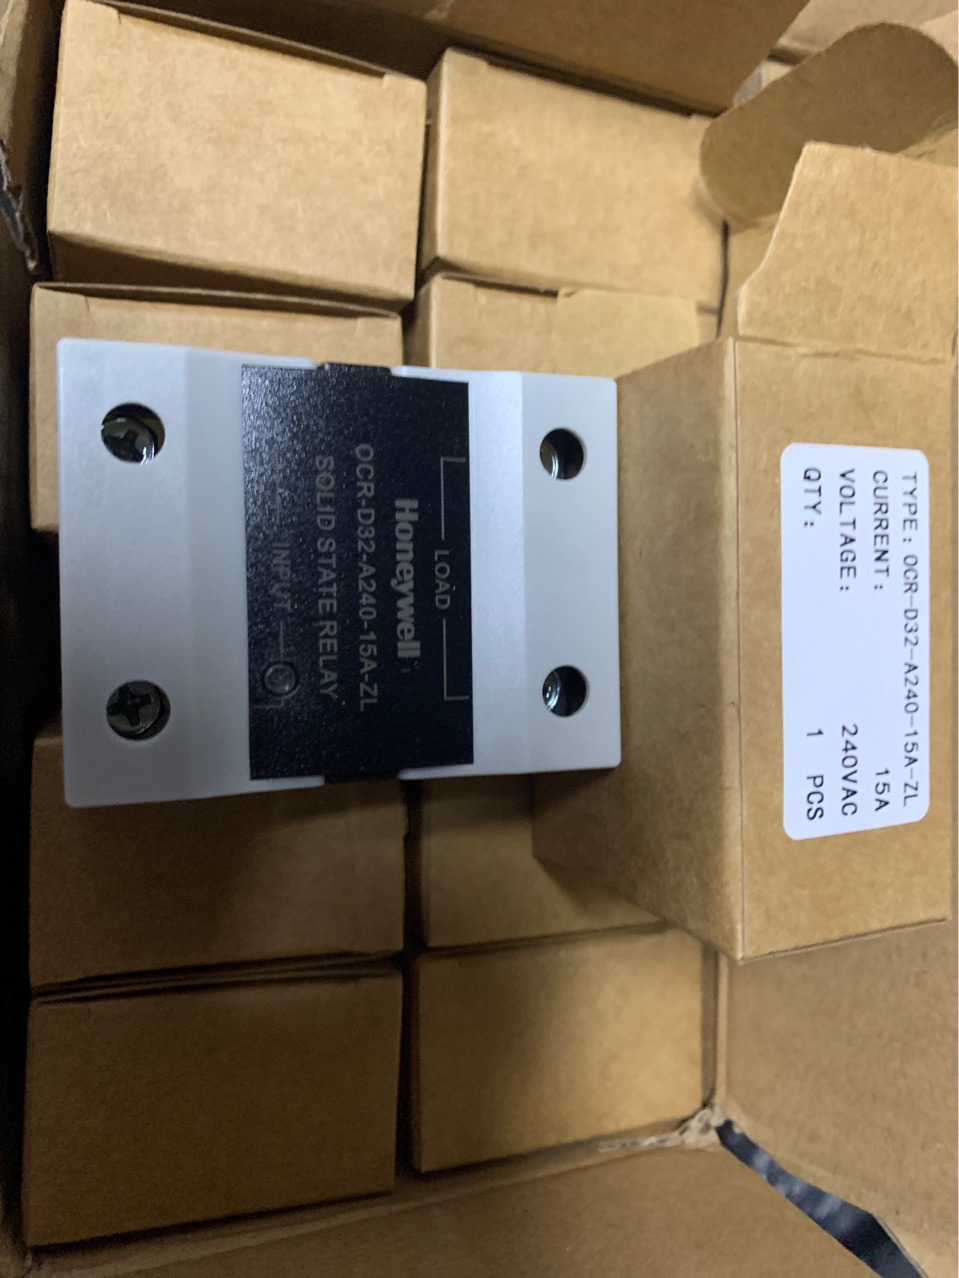 LOAD
Honeywell
OCR-D32-A240-15A-ZL
SOLID STATE RELAY
INPUT
TYPE: OCR-D32-A240-15A-ZL
CURRENT: 15A
VOLTAGE: 240VAC
QTY: 1 PCS